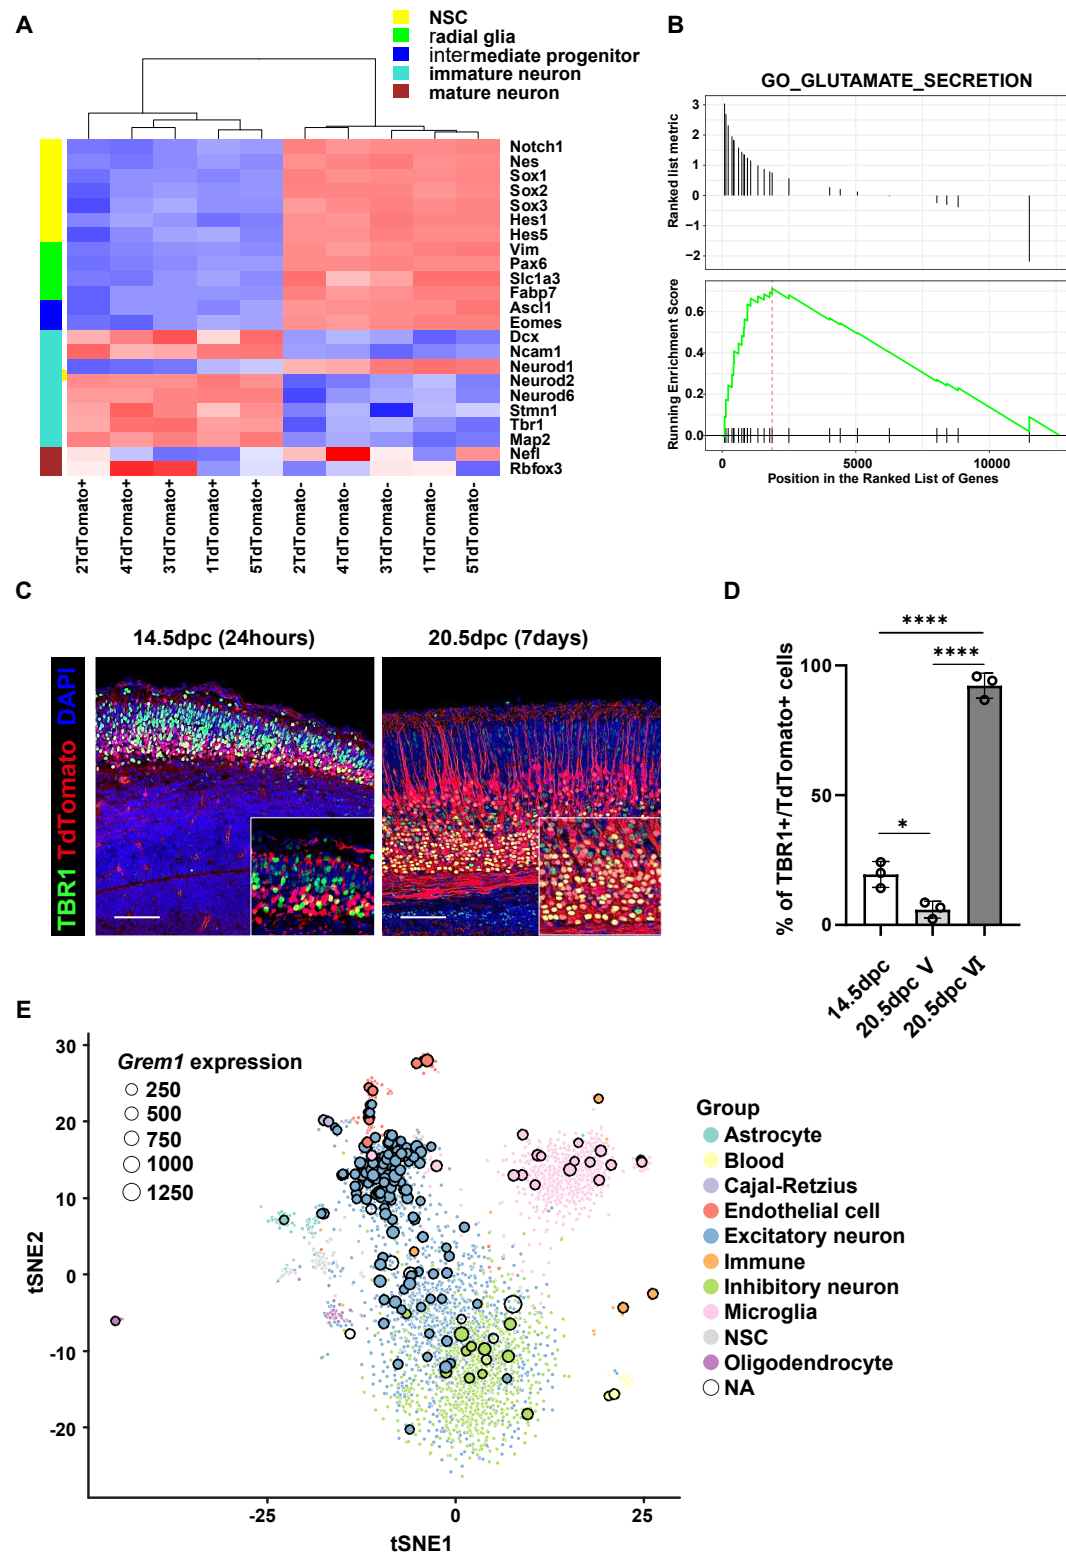 A
NSC
radial glia
intermediate progenitor
immature neuron
mature neuron
Notch1
Nes
Sox1
Sox2
Sox3
Hes1
Hes5
Vim
Pax6
Slc1a3
Fabp7
Ascl1
Eomes
Dcx
Ncam1
Neurod1
Neurod2
Neurod6
Stmn1
Tbr1
Map2
Nefl
Rbfox3
2TdTomato+
4TdTomato+
3TdTomato+
1TdTomato+
5TdTomato+
2TdTomato-
4TdTomato-
3TdTomato-
1TdTomato-
5TdTomato-
B
GO_GLUTAMATE_SECRETION
Ranked list metric
3
2
1
0
−1
−2
Running Enrichment Score
0.6
0.4
0.2
0.0
0
5000
10000
Position in the Ranked List of Genes
C
14.5dpc (24hours)
20.5dpc (7days)
TBR1 TdTomato DAPI
D
% of TBR1+/TdTomato+ cells
100
50
0
****
****
*
14.5dpc
20.5dpc V
20.5dpc VI
E
tSNE2
30
20
10
0
-10
-20
Grem1 expression
250
500
750
1000
1250
-25
0
25
tSNE1
Group
Astrocyte
Blood
Cajal-Retzius
Endothelial cell
Excitatory neuron
Immune
Inhibitory neuron
Microglia
NSC
Oligodendrocyte
NA